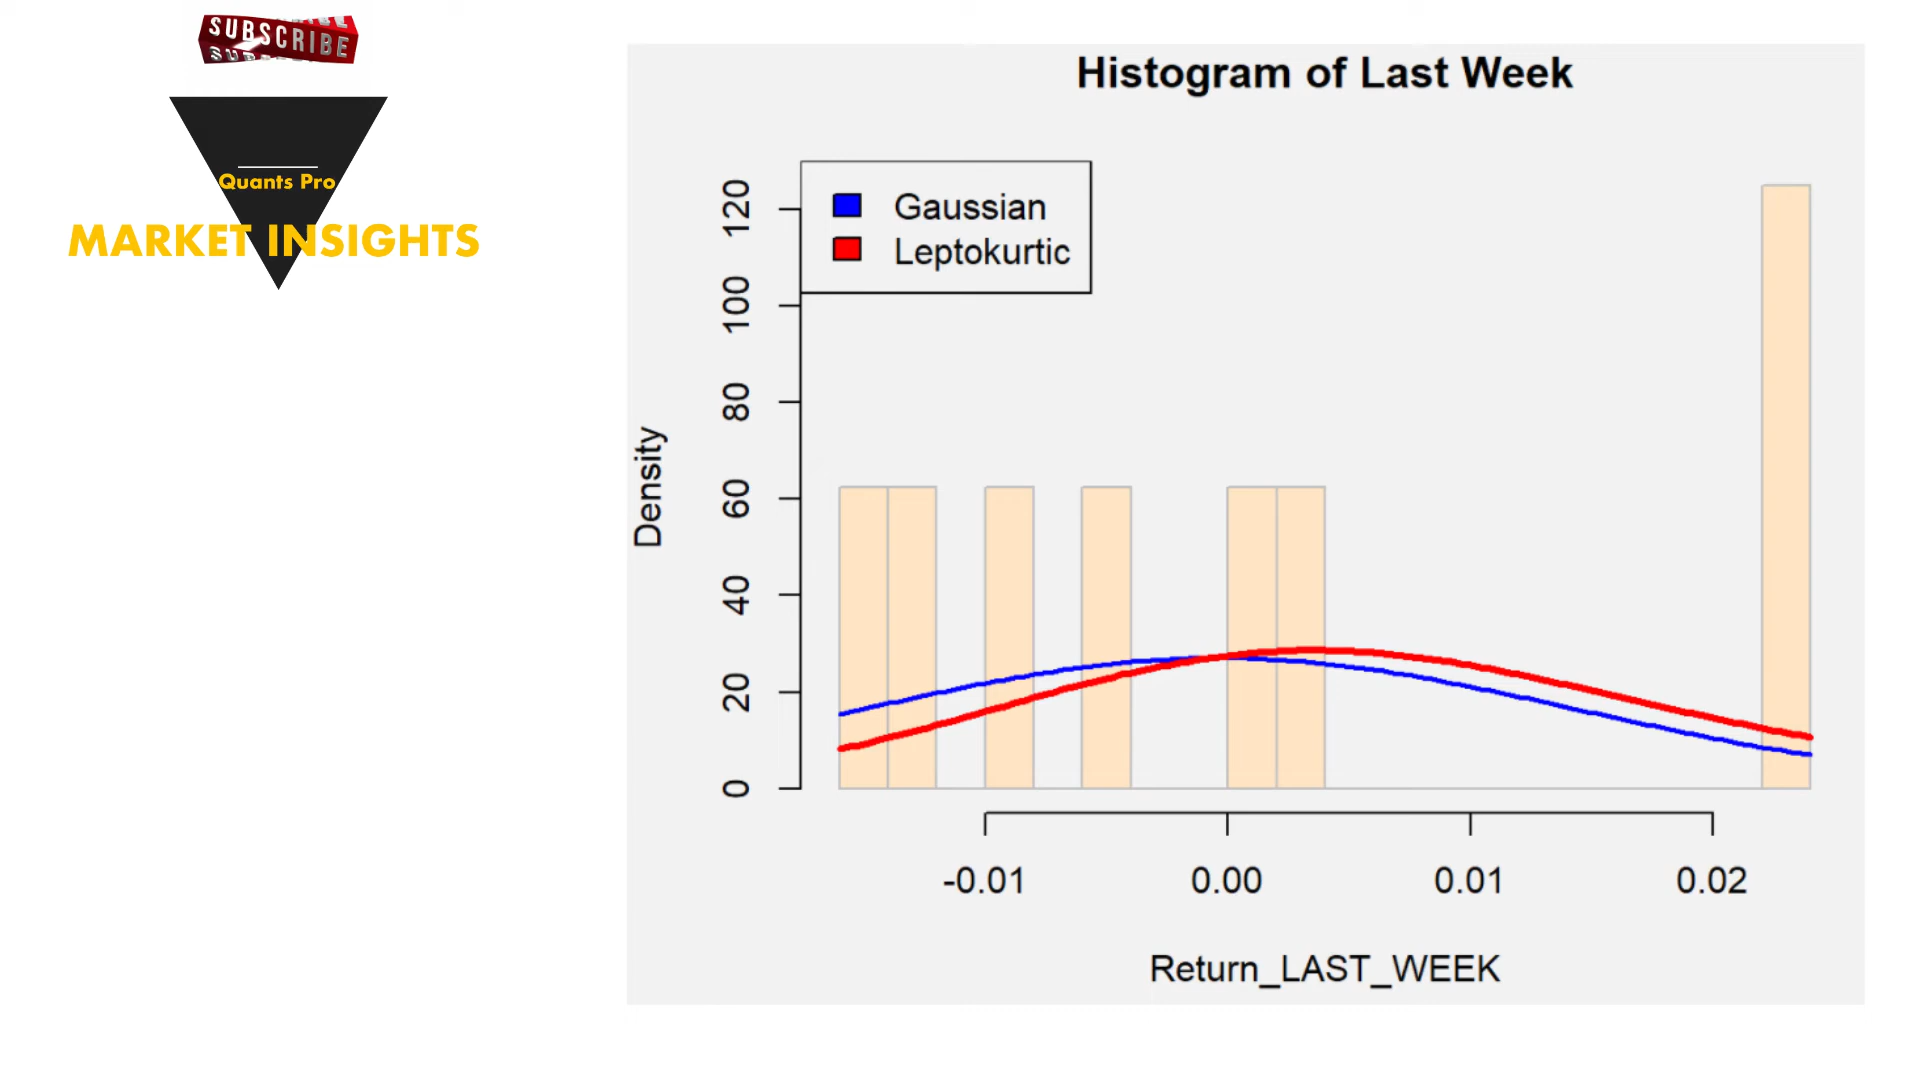 SUBSCRIBE
Quants Pro
MARKET INSIGHTS
Histogram of Last Week
Gaussian
Leptokurtic
Density
120
100
80
60
40
20
0
-0.01 0.00 0.01 0.02
Return_LAST_WEEK